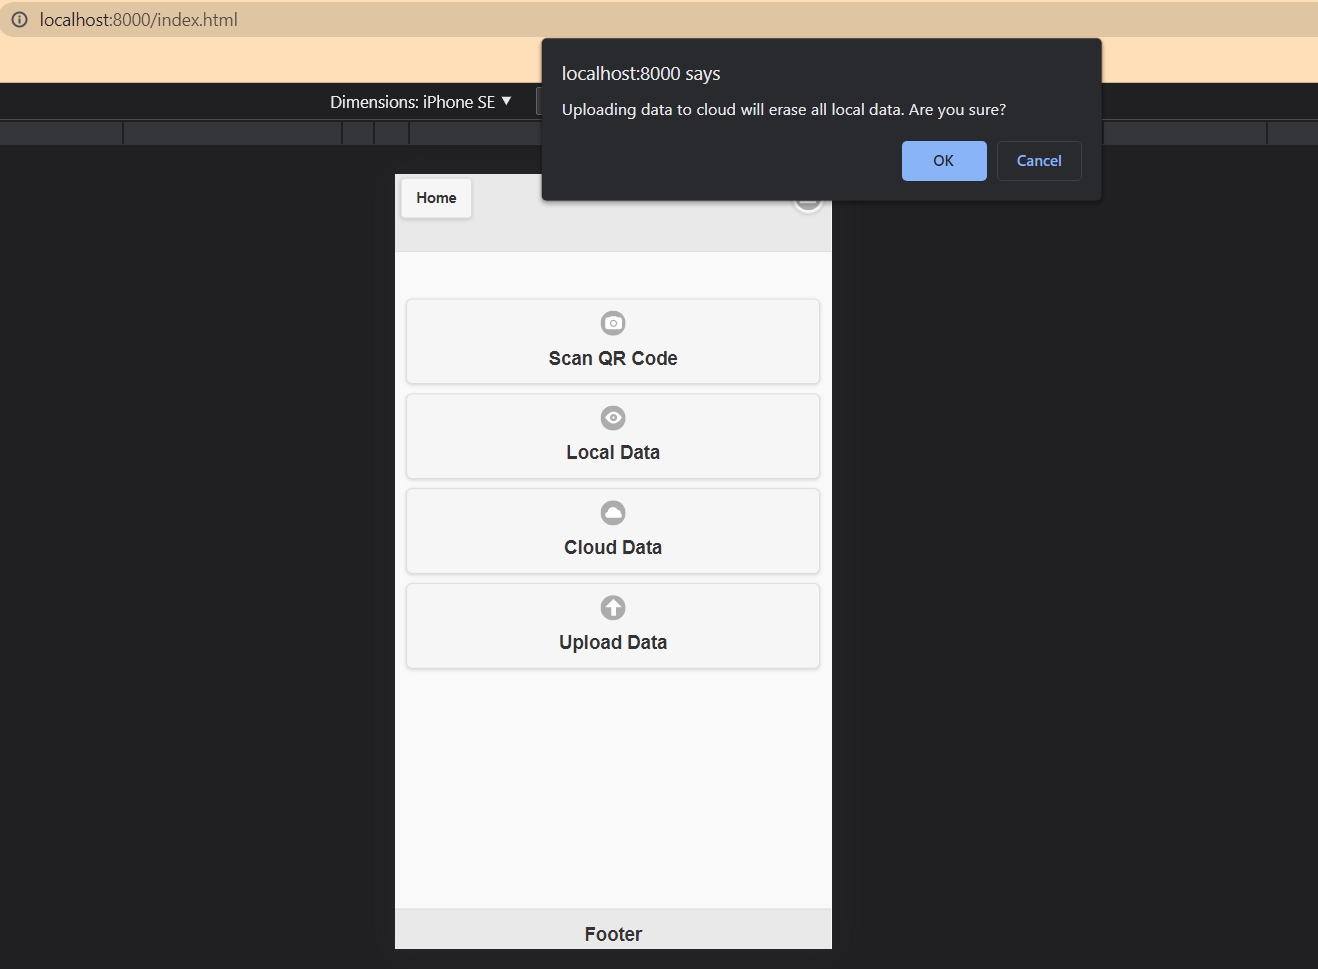 localhost:8000/index.html
localhost:8000 says
Uploading data to cloud will erase all local data. Are you sure?
OK
Cancel
Dimensions: iPhone SE
Home
Scan QR Code
Local Data
Cloud Data
Upload Data
Footer